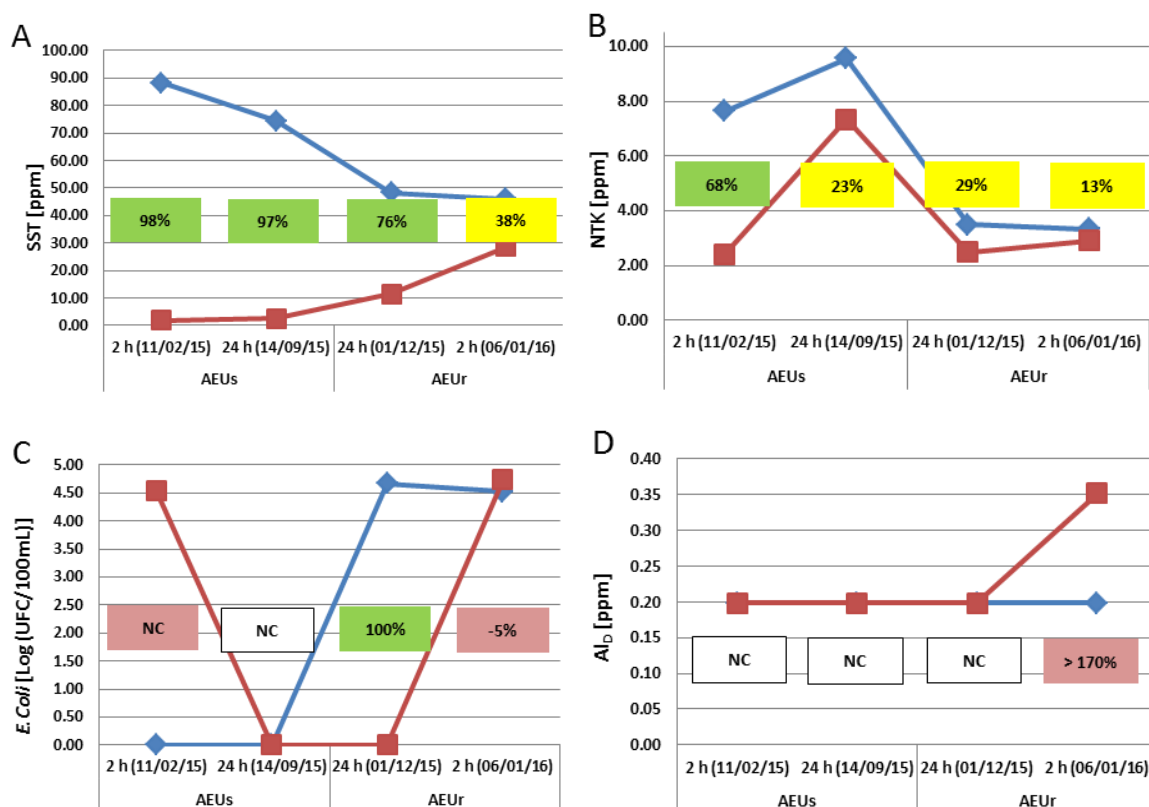 A
SST [ppm]
100.00
90.00
80.00
70.00
60.00
50.00
40.00
30.00
20.00
10.00
0.00
98%
97%
76%
38%
2 h (11/02/15) 24 h (14/09/15) 24 h (01/12/15) 2 h (06/01/16)
AEUs AEUr
B
NTK [ppm]
10.00
8.00
6.00
4.00
2.00
0.00
68%
23%
29%
13%
2 h (11/02/15) 24 h (14/09/15) 24 h (01/12/15) 2 h (06/01/16)
AEUs AEUr
C
E.Coli [Log (UFC/100mL)]
5.00
4.50
4.00
3.50
3.00
2.50
2.00
1.50
1.00
0.50
0.00
NC
NC
100%
-5%
2 h (11/02/15) 24 h (14/09/15) 24 h (01/12/15) 2 h (06/01/16)
AEUs AEUr
D
Al_D [ppm]
0.40
0.35
0.30
0.25
0.20
0.15
0.10
0.05
0.00
NC
NC
NC
> 170%
2 h (11/02/15) 24 h (14/09/15) 24 h (01/12/15) 2 h (06/01/16)
AEUs AEUr